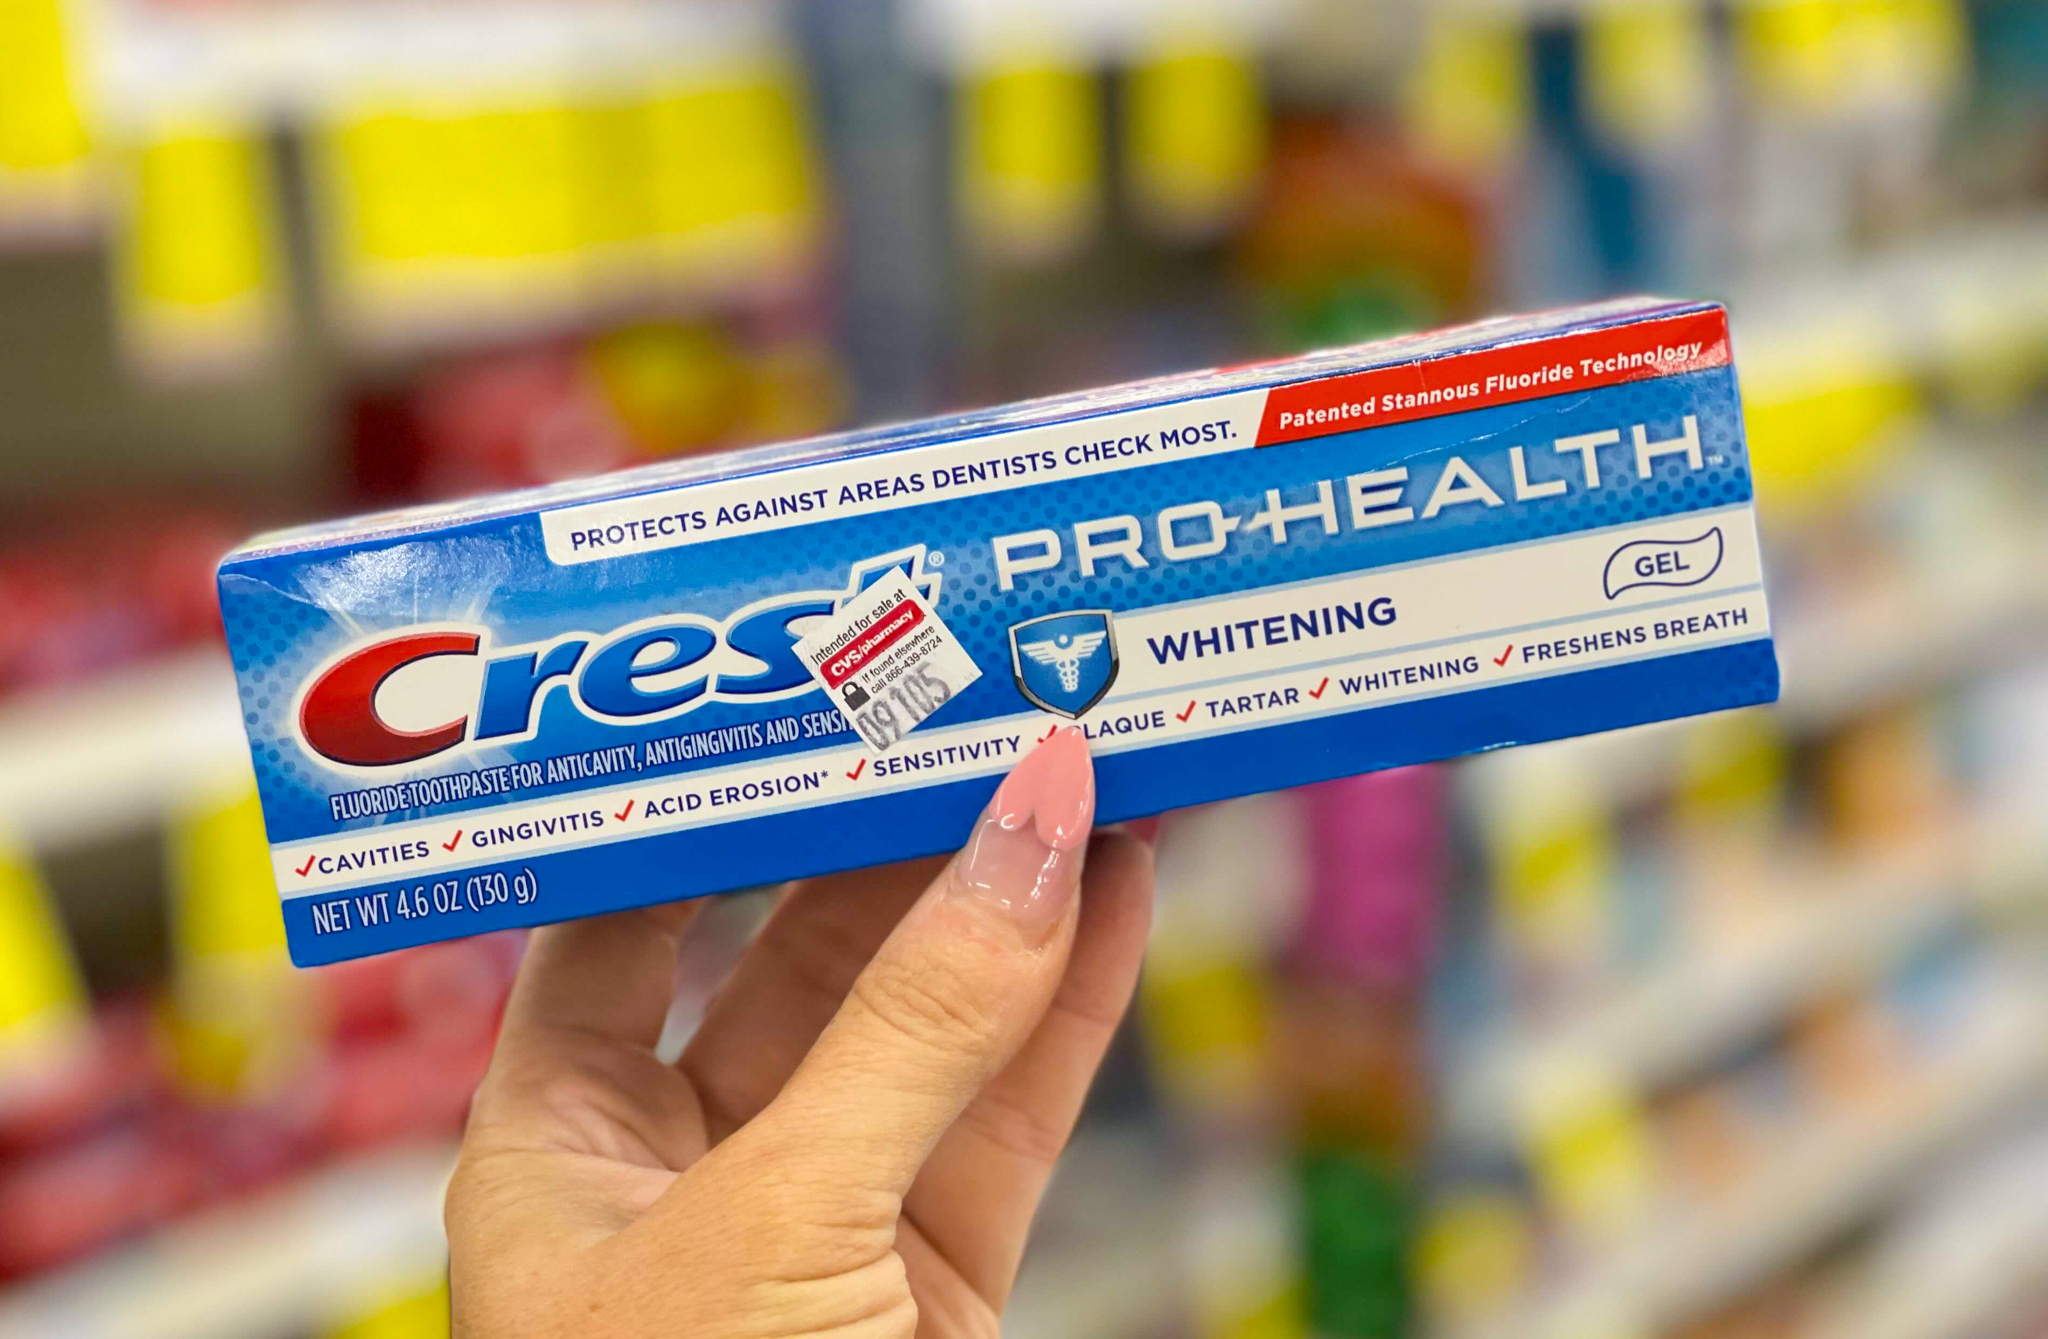 PROTECTS AGAINST AREAS DENTISTS CHECK MOST.
Patented Stannous Fluoride Technology
Crest®
PRO-HEALTH™
GEL
WHITENING
Intended for sale at
CVS/pharmacy
If found elsewhere
call 866-439-8724
09105
FLUORIDE TOOTHPASTE FOR ANTICAVITY, ANTIGINGIVITIS AND SENSI
✓CAVITIES ✓ GINGIVITIS ✓ ACID EROSION* ✓ SENSITIVITY ✓ LAQUE ✓ TARTAR ✓ WHITENING ✓ FRESHENS BREATH
NET WT 4.6 OZ (130 g)